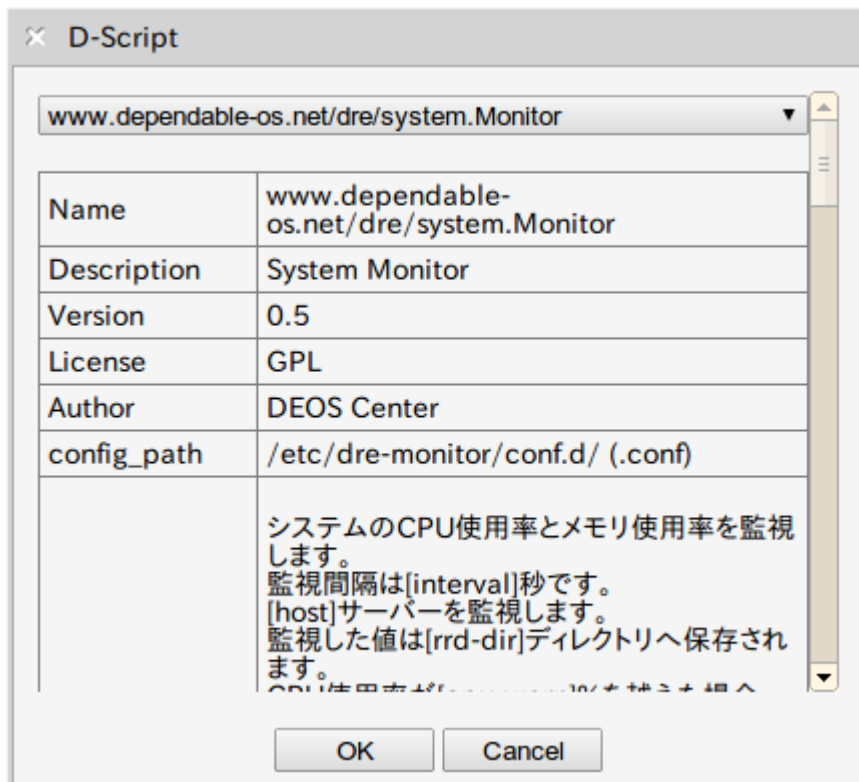 D-Script
www.dependable-os.net/dre/system.Monitor
Name
www.dependable-
os.net/dre/system.Monitor
Description
System Monitor
Version
0.5
License
GPL
Author
DEOS Center
config_path
/etc/dre-monitor/conf.d/ (.conf)
システムのCPU使用率とメモリ使用率を監視
します。
監視間隔は[interval]秒です。
[host]サーバーを監視します。
監視した値は[rrd-dir]ディレクトリへ保存され
ます。
OK
Cancel